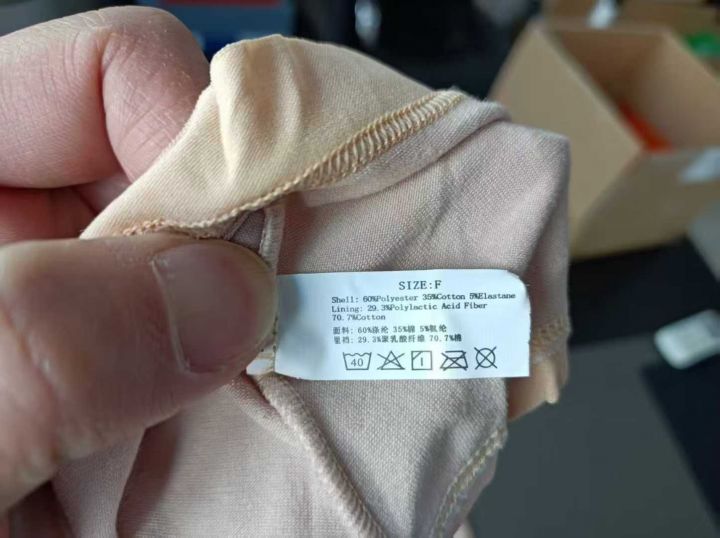 SIZE:F
Shell: 60%Polyester 35%Cotton 5%Elastane
Lining: 29.3%Polylactic Acid Fiber
70.7%Cotton
面料: 60%涤纶 35%棉 5%氨纶
里裆: 29.3%聚乳酸纤维 70.7%棉
40